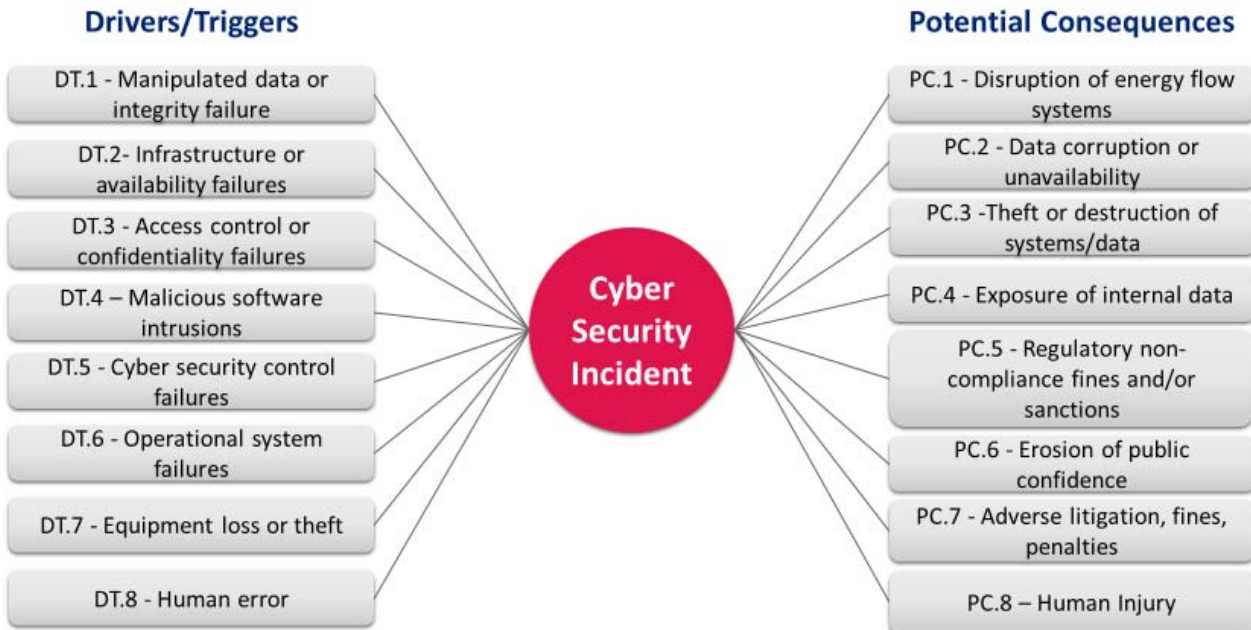 Drivers/Triggers
DT.1 - Manipulated data or
integrity failure
DT.2- Infrastructure or
availability failures
DT.3 - Access control or
confidentiality failures
DT.4 – Malicious software
intrusions
DT.5 - Cyber security control
failures
DT.6 - Operational system
failures
DT.7 - Equipment loss or theft
DT.8 - Human error
Cyber
Security
Incident
Potential Consequences
PC.1 - Disruption of energy flow
systems
PC.2 - Data corruption or
unavailability
PC.3 -Theft or destruction of
systems/data
PC.4 - Exposure of internal data
PC.5 - Regulatory non-
compliance fines and/or
sanctions
PC.6 - Erosion of public
confidence
PC.7 - Adverse litigation, fines,
penalties
PC.8 – Human Injury